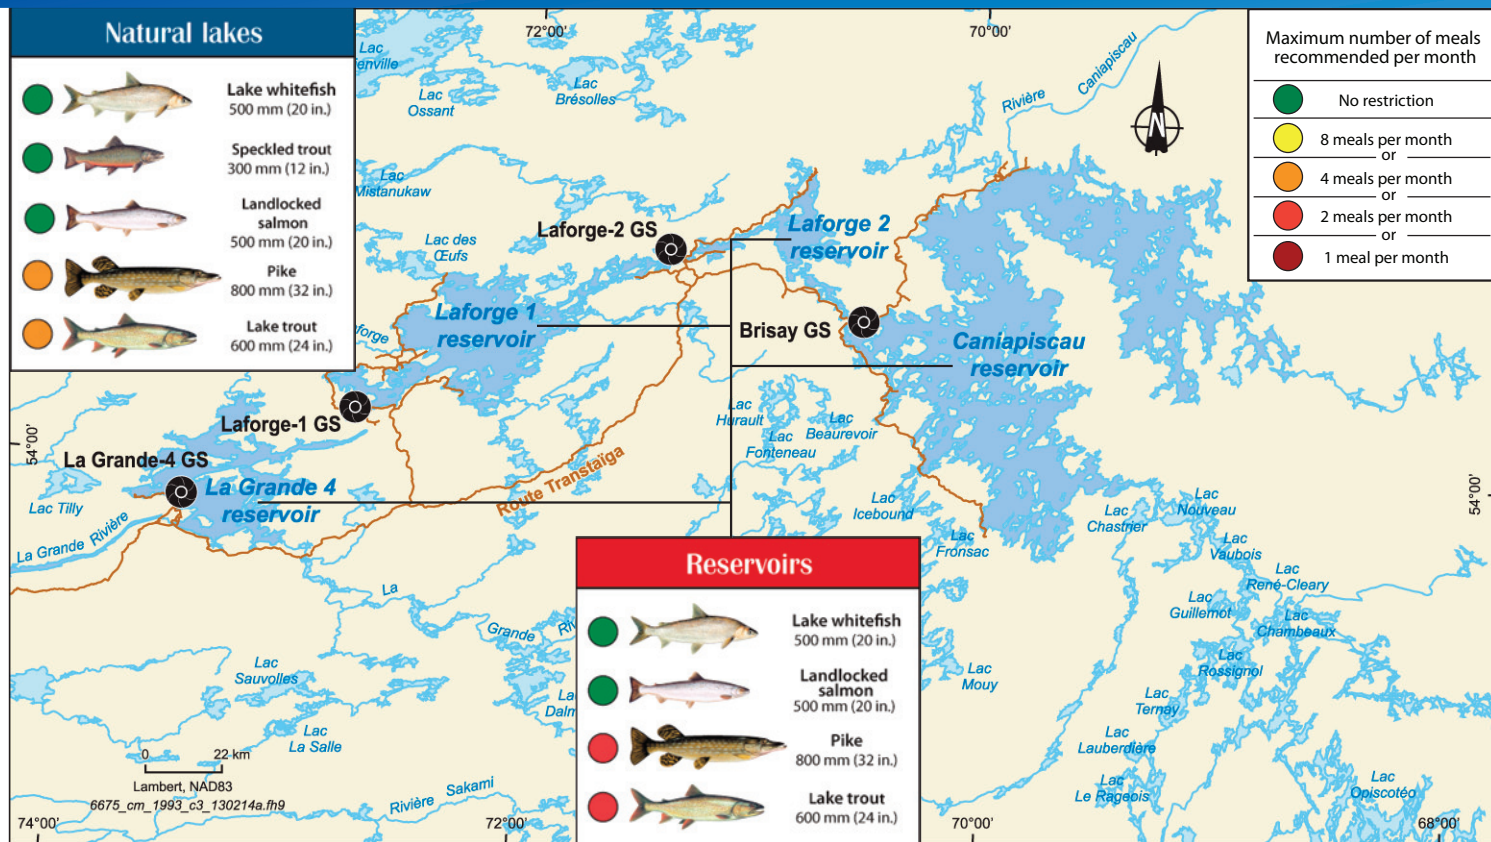 Natural lakes
Lake whitefish
500 mm (20 in.)
Speckled trout
300 mm (12 in.)
Landlocked
salmon
500 mm (20 in.)
Pike
800 mm (32 in.)
Lake trout
600 mm (24 in.)
Maximum number of meals
recommended per month
No restriction
8 meals per month
or
4 meals per month
or
2 meals per month
or
1 meal per month
72°00'
70°00'
Lac
Lac
Ossant
Lac
Brésolles
Rivière
Caniapiscau
N
Lac
Mistanukaw
Lac des
Œufs
Laforge-2 GS
Laforge 2
reservoir
Laforge 1
reservoir
Brisay GS
Caniapiscau
reservoir
Laforge-1 GS
Lac
Hurault
Lac
Beaurevoir
Lac
Fonteneau
54°00'
La Grande-4 GS
La Grande 4
reservoir
Route Transtaïga
Lac Tilly
La Grande Rivière
Lac
Icebound
Lac
Fronsac
Lac
Chastrier
Lac
Nouveau
54°00'
Lac
Vaubois
Lac
René-Cleary
Lac
Guillemot
Lac
Chambeaux
Lac
Rossignol
La
Grande
Lac
Sauvolles
Lac
La Salle
Lac
Mouy
Lac
Ternay
Lac
Lauberdière
Lac
Le Rageois
Lac
Opiscotéo
Reservoirs
Lake whitefish
500 mm (20 in.)
Landlocked
salmon
500 mm (20 in.)
Pike
800 mm (32 in.)
Lake trout
600 mm (24 in.)
0 22 km
Lambert, NAD83
6675_cm_1993_c3_130214a.fh9
Rivière Sakami
74°00'
72°00'
70°00'
68°00'